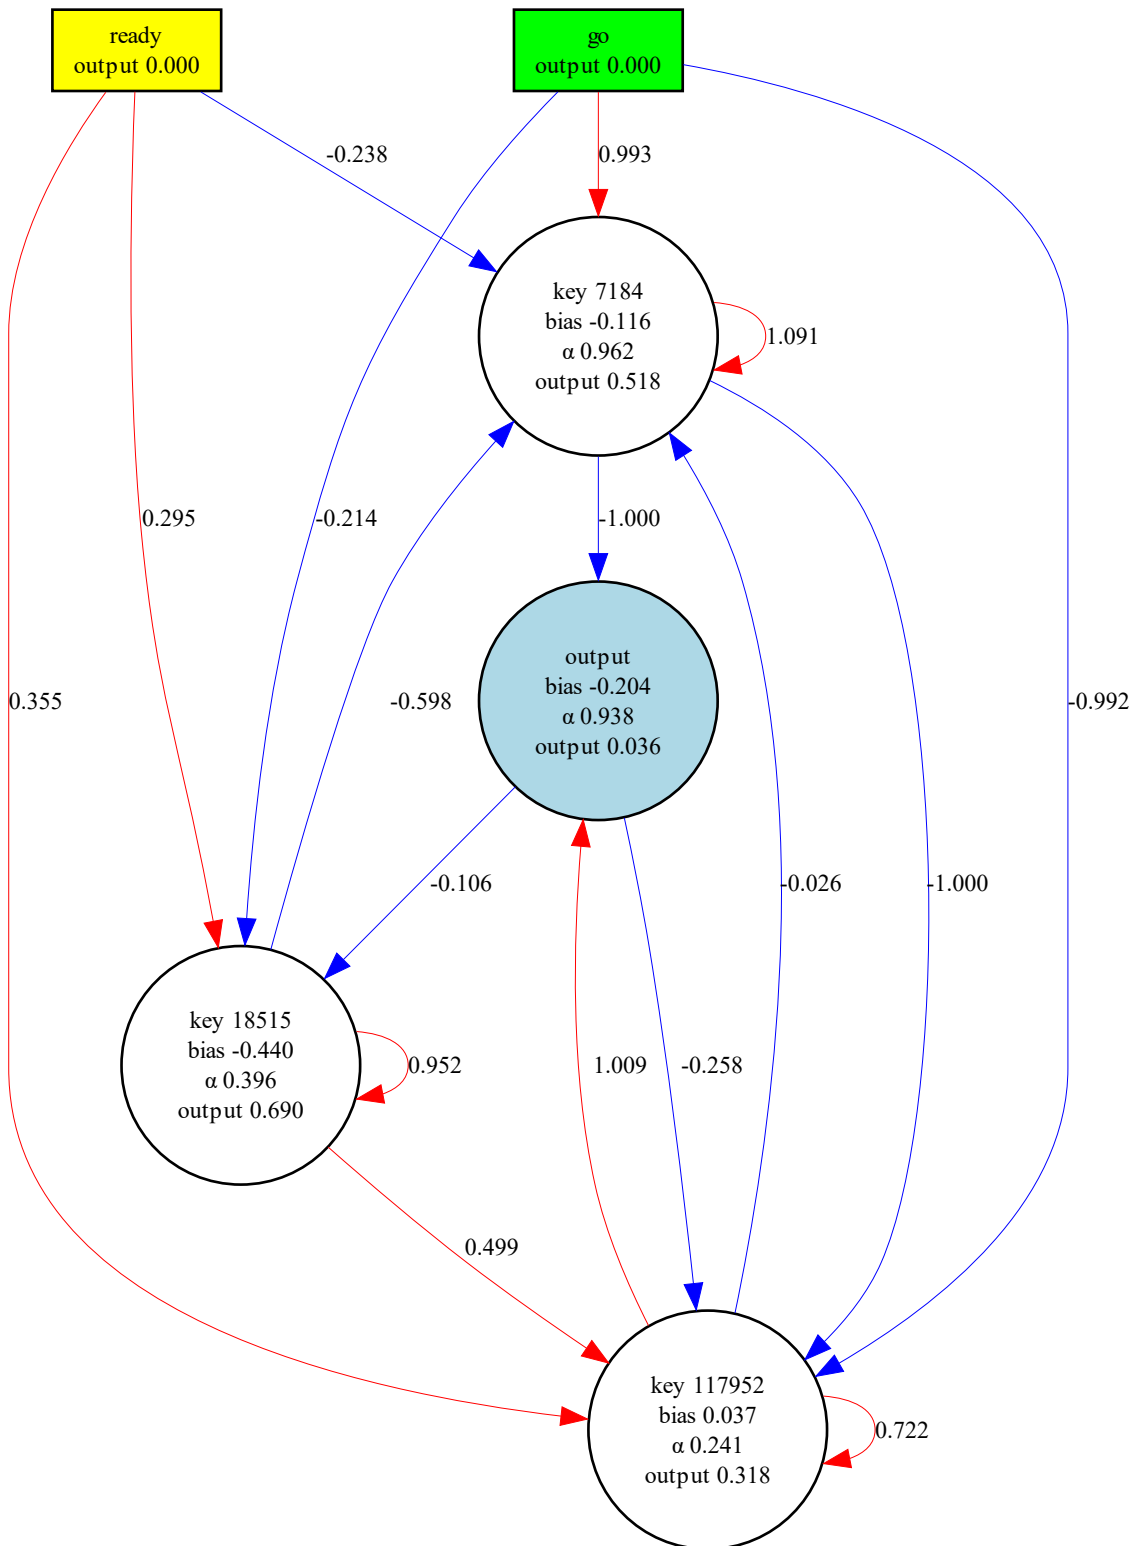 ready
output 0.000
go
output 0.000
-0.238
0.993
key 7184
bias -0.116
α 0.962
output 0.518
1.091
0.295
-0.214
-1.000
output
bias -0.204
α 0.938
output 0.036
0.355
-0.598
-0.992
-0.106
-0.026
-1.000
key 18515
bias -0.440
α 0.396
output 0.690
0.952
1.009
-0.258
0.499
key 117952
bias 0.037
α 0.241
output 0.318
0.722